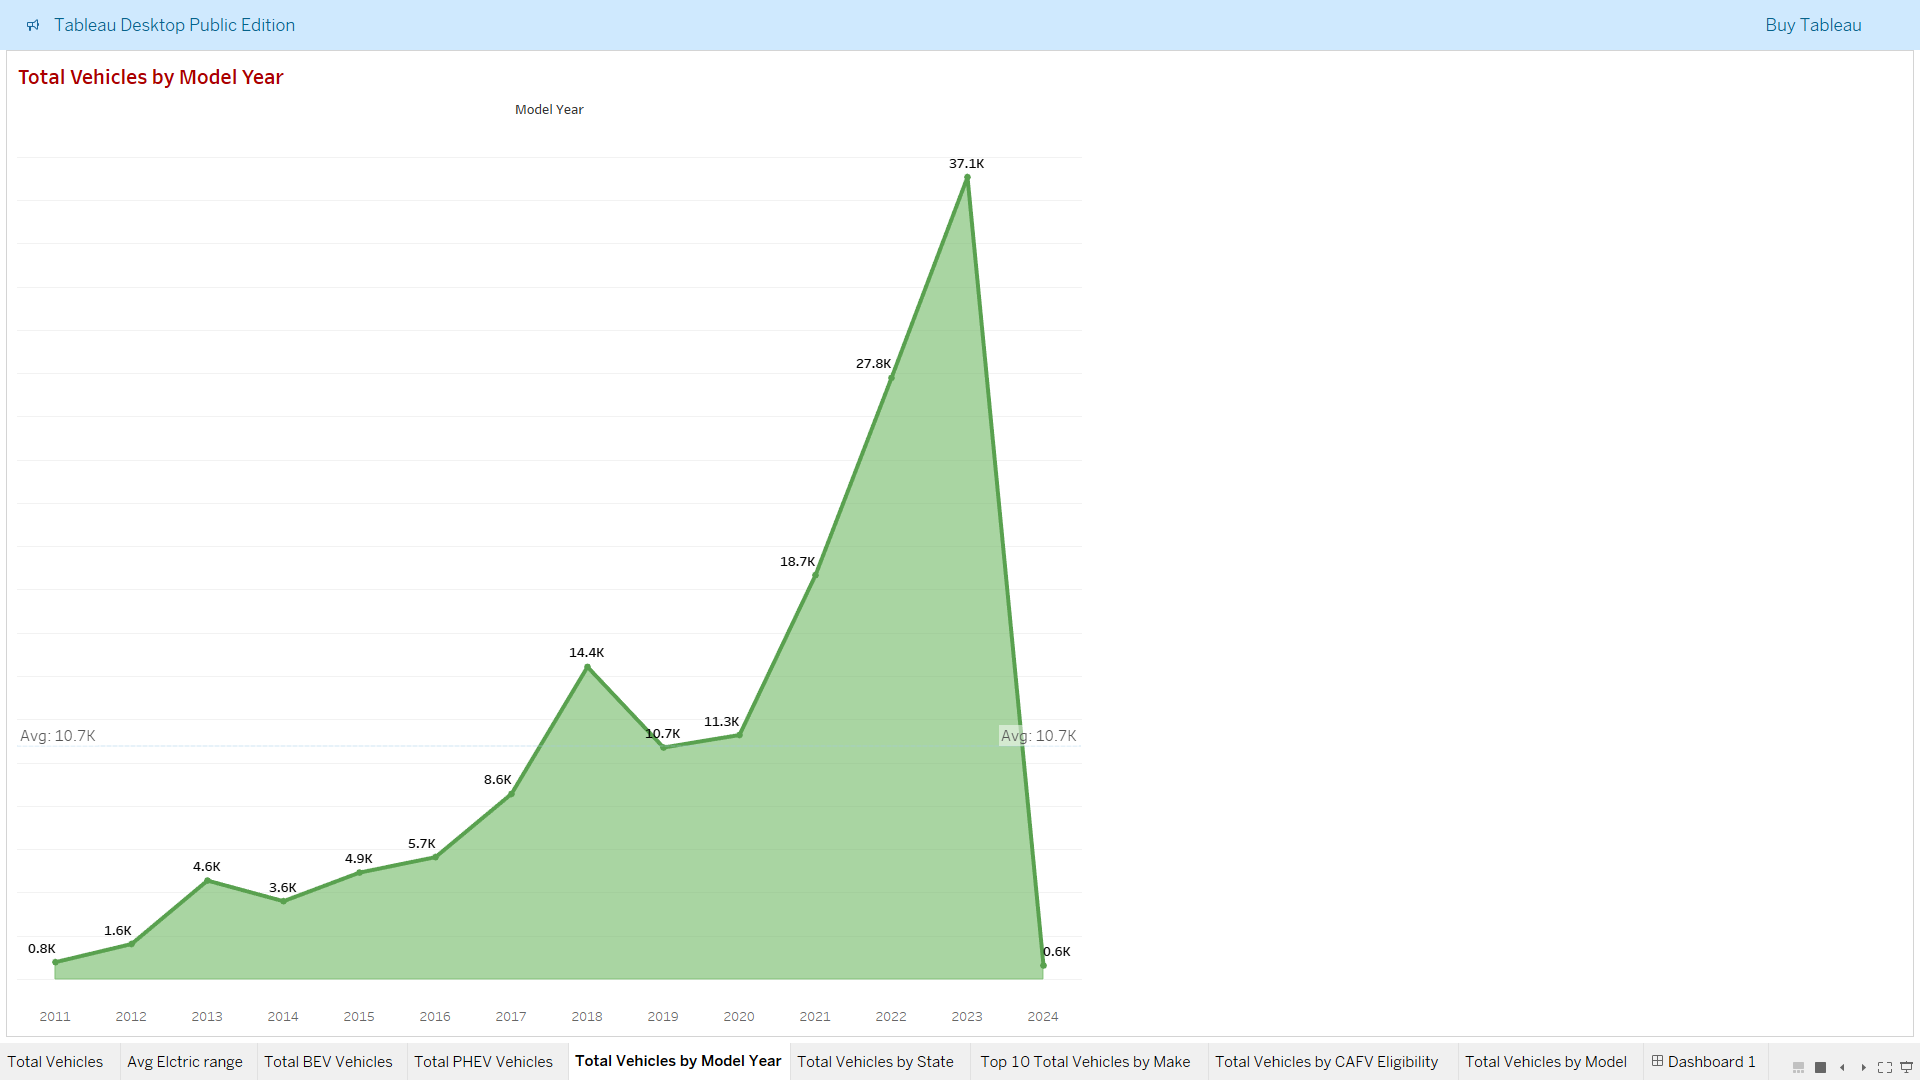 Tableau Desktop Public Edition
Buy Tableau
Total Vehicles by Model Year
Model Year
37.1K
27.8K
18.7K
14.4K
11.3K
10.7K
Avg: 10.7K
Avg: 10.7K
8.6K
5.7K
4.9K
4.6K
3.6K
1.6K
0.8K
0.6K
2011 2012 2013 2014 2015 2016 2017 2018 2019 2020 2021 2022 2023 2024
Total Vehicles Avg Elctric range Total BEV Vehicles Total PHEV Vehicles Total Vehicles by Model Year Total Vehicles by State Top 10 Total Vehicles by Make Total Vehicles by CAFV Eligibility Total Vehicles by Model Dashboard 1